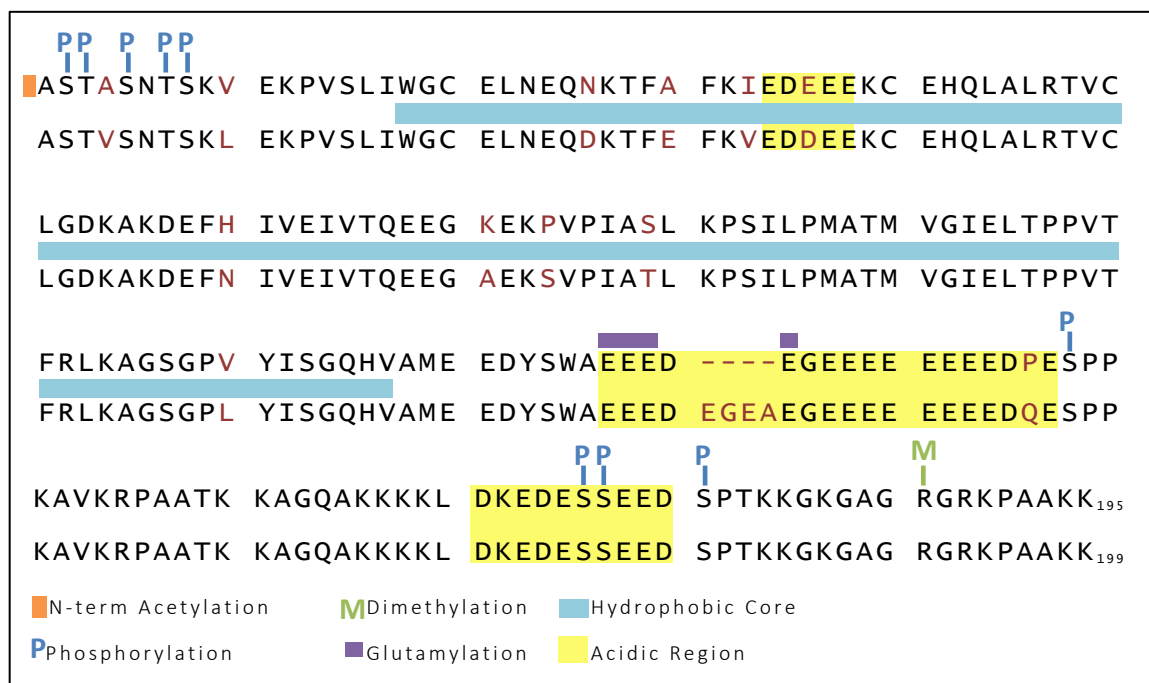 P P P P P
ASTASNTSKV EKPVSLIWGC ELNEQNKTFA FKIEDEEEKC EHQLALRTVC
ASTVSNTSKL EKPVSLIWGC ELNEQDKTFE FKVEDDEEKC EHQLALRTVC
LGDKAKDEFH IVEIVTQEEG KEKPVPIASL KPSILPMATM VGIELTPPVT
LGDKAKDEFN IVEIVTQEEG AEKSVPIATL KPSILPMATM VGIELTPPVT
P
FRLKAGSGPV YISGQHVAME EDYSWAEEED ----EGEEEE EEEEDPESPP
FRLKAGSGPL YISGQHVAME EDYSWAEEED EGEAEGEEEE EEEEDQESPP
P P P M
KAVKRPAATK KAGQAKKKKL DKEDESSEED SPTKKGKGAG RGRKPAAKK195
KAVKRPAATK KAGQAKKKKL DKEDESSEED SPTKKGKGAG RGRKPAAKK199
N-term Acetylation M Dimethylation Hydrophobic Core
P Phosphorylation Glutamylation Acidic Region